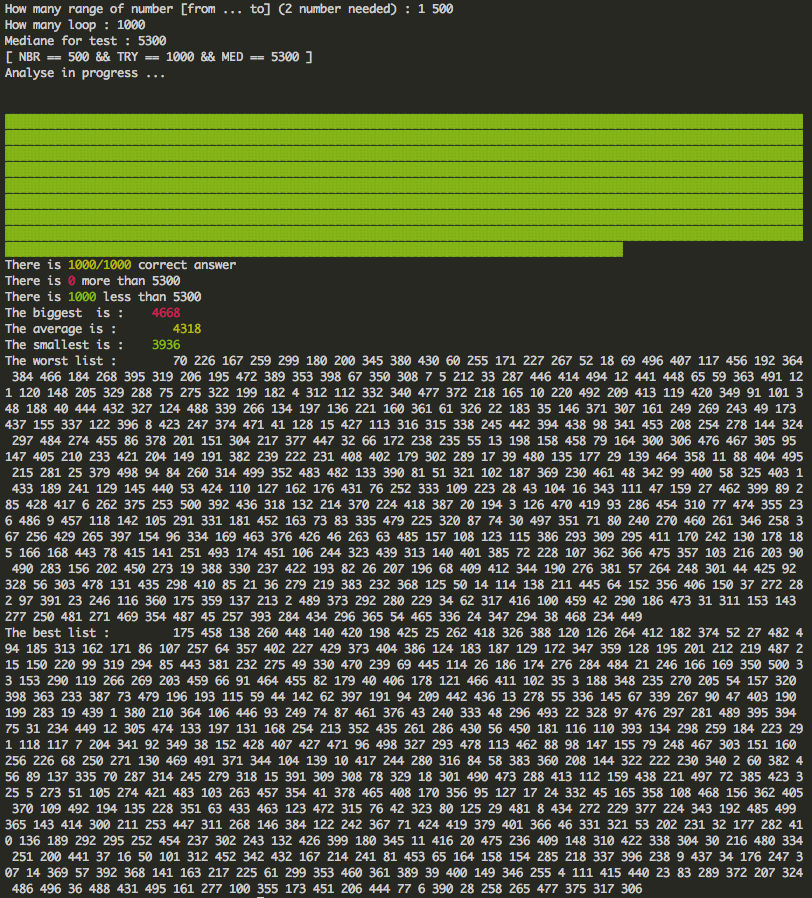 How many range of number [from ... to] (2 number needed) : 1 500
How many loop : 1000
Mediane for test : 5300
[ NBR == 500 && TRY == 1000 && MED == 5300 ]
Analyse in progress ...
There is 1000/1000 correct answer
There is 0 more than 5300
There is 1000 less than 5300
The biggest  is :    4668
The average is :       4318
The smallest is :    3936
The worst list :       70 226 167 259 299 180 200 345 380 430 60 255 171 227 267 52 18 69 496 407 117 456 192 364
384 466 184 268 395 319 206 195 472 389 353 398 67 350 308 7 5 212 33 287 446 414 494 12 441 448 65 59 363 491 12
1 120 148 205 329 288 75 275 322 199 182 4 312 112 332 340 477 372 218 165 10 220 492 209 413 119 420 349 91 101 3
48 188 40 444 432 327 124 488 339 266 134 197 136 221 160 361 61 326 22 183 35 146 371 307 161 249 269 243 49 173
437 155 337 122 396 8 423 247 374 471 41 128 15 427 113 316 315 338 245 442 394 438 98 341 453 208 254 278 144 324
297 484 274 455 86 378 201 151 304 217 377 447 32 66 172 238 235 55 13 198 158 458 79 164 300 306 476 467 305 95
147 405 210 233 421 204 149 191 382 239 222 231 408 402 179 302 289 17 39 480 135 177 29 139 464 358 11 88 404 495
215 281 25 379 498 94 84 260 314 499 352 483 482 133 390 81 51 321 102 187 369 230 461 48 342 99 400 58 325 403 1
433 189 241 129 145 440 53 424 110 127 162 176 431 76 252 333 109 223 28 43 104 16 343 111 47 159 27 462 399 89 2
85 428 417 6 262 375 253 500 392 436 318 132 214 370 224 418 387 20 194 3 126 470 419 93 286 454 310 77 474 355 23
6 486 9 457 118 142 105 291 331 181 452 163 73 83 335 479 225 320 87 74 30 497 351 71 80 240 270 460 261 346 258 3
67 256 429 265 397 154 96 334 169 463 376 426 46 263 63 485 157 108 123 115 386 293 309 295 411 170 242 130 178 18
5 166 168 443 78 415 141 251 493 174 451 106 244 323 439 313 140 401 385 72 228 107 362 366 475 357 103 216 203 90
490 283 156 202 450 273 19 388 330 237 422 193 82 26 207 196 68 409 412 344 190 276 381 57 264 248 301 44 425 92
328 56 303 478 131 435 298 410 85 21 36 279 219 383 232 368 125 50 14 114 138 211 445 64 152 356 406 150 37 272 28
2 97 391 23 246 116 360 175 359 137 213 2 489 373 292 280 229 34 62 317 416 100 459 42 290 186 473 31 311 153 143
277 250 481 271 469 354 487 45 257 393 284 434 296 365 54 465 336 24 347 294 38 468 234 449
The best list :        175 458 138 260 448 140 420 198 425 25 262 418 326 388 120 126 264 412 182 374 52 27 482 4
94 185 313 162 171 86 107 257 64 357 402 227 429 373 404 386 124 183 187 129 172 347 359 128 195 201 212 219 487 2
15 150 220 99 319 294 85 443 381 232 275 49 330 470 239 69 445 114 26 186 174 276 284 484 21 246 166 169 350 500 3
3 153 290 119 266 269 203 459 66 91 464 455 82 179 40 406 178 121 466 411 102 35 3 188 348 235 270 205 54 157 320
398 363 233 387 73 479 196 193 115 59 44 142 62 397 191 94 209 442 436 13 278 55 336 145 67 339 267 90 47 403 190
199 283 19 439 1 380 210 364 106 446 93 249 74 87 461 376 43 240 333 48 296 493 22 328 97 476 297 281 489 395 394
75 31 234 449 12 305 474 133 197 131 168 254 213 352 435 261 286 430 56 450 181 116 110 393 134 298 259 184 223 29
1 118 117 7 204 341 92 349 38 152 428 407 427 471 96 498 327 293 478 113 462 88 98 147 155 79 248 467 303 151 160
256 226 68 250 271 130 469 491 371 344 104 139 10 417 244 280 316 84 58 383 360 208 144 322 222 230 340 2 60 382 4
56 89 137 335 70 287 314 245 279 318 15 391 309 308 78 329 18 301 490 473 288 413 112 159 438 221 497 72 385 423 3
25 5 273 51 105 274 421 483 103 263 457 354 41 378 465 408 170 356 95 127 17 24 332 45 165 358 108 468 156 362 405
370 109 492 194 135 228 351 63 433 463 123 472 315 76 42 323 80 125 29 481 8 434 272 229 377 224 343 192 485 499
365 143 414 300 211 253 447 311 268 146 384 122 242 367 71 424 419 379 401 366 46 331 321 53 202 231 32 177 282 41
0 136 189 292 295 252 454 237 302 243 132 426 399 180 345 11 416 20 475 236 409 148 310 422 338 304 30 216 480 334
251 200 441 37 16 50 101 312 452 342 432 167 214 241 81 453 65 164 158 154 285 218 337 396 238 9 437 34 176 247 3
07 14 369 57 392 368 141 163 217 225 61 299 353 460 361 389 39 400 149 346 255 4 111 415 440 23 83 289 372 207 324
486 496 36 488 431 495 161 277 100 355 173 451 206 444 77 6 390 28 258 265 477 375 317 306